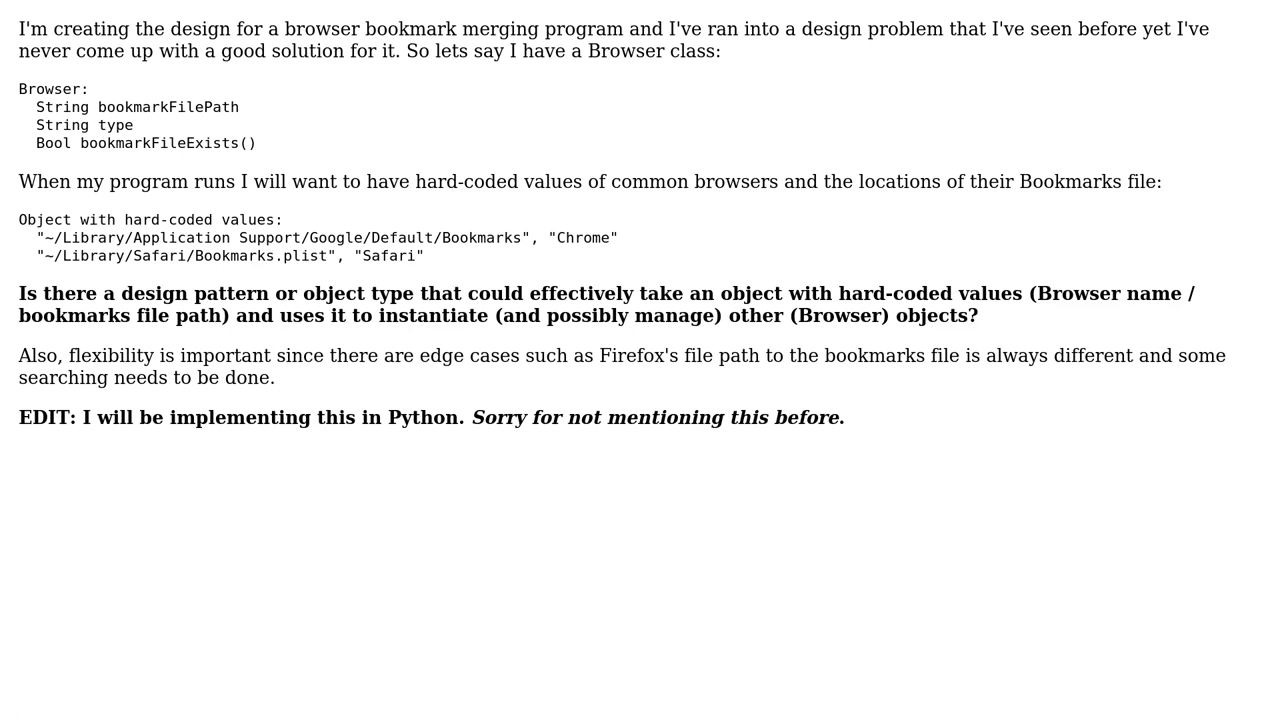 I'm creating the design for a browser bookmark merging program and I've ran into a design problem that I've seen before yet I've
never come up with a good solution for it. So lets say I have a Browser class:
Browser:
  String bookmarkFilePath
  String type
  Bool bookmarkFileExists()
When my program runs I will want to have hard-coded values of common browsers and the locations of their Bookmarks file:
Object with hard-coded values:
  "~/Library/Application Support/Google/Default/Bookmarks", "Chrome"
  "~/Library/Safari/Bookmarks.plist", "Safari"
Is there a design pattern or object type that could effectively take an object with hard-coded values (Browser name /
bookmarks file path) and uses it to instantiate (and possibly manage) other (Browser) objects?
Also, flexibility is important since there are edge cases such as Firefox's file path to the bookmarks file is always different and some
searching needs to be done.
EDIT: I will be implementing this in Python. Sorry for not mentioning this before.